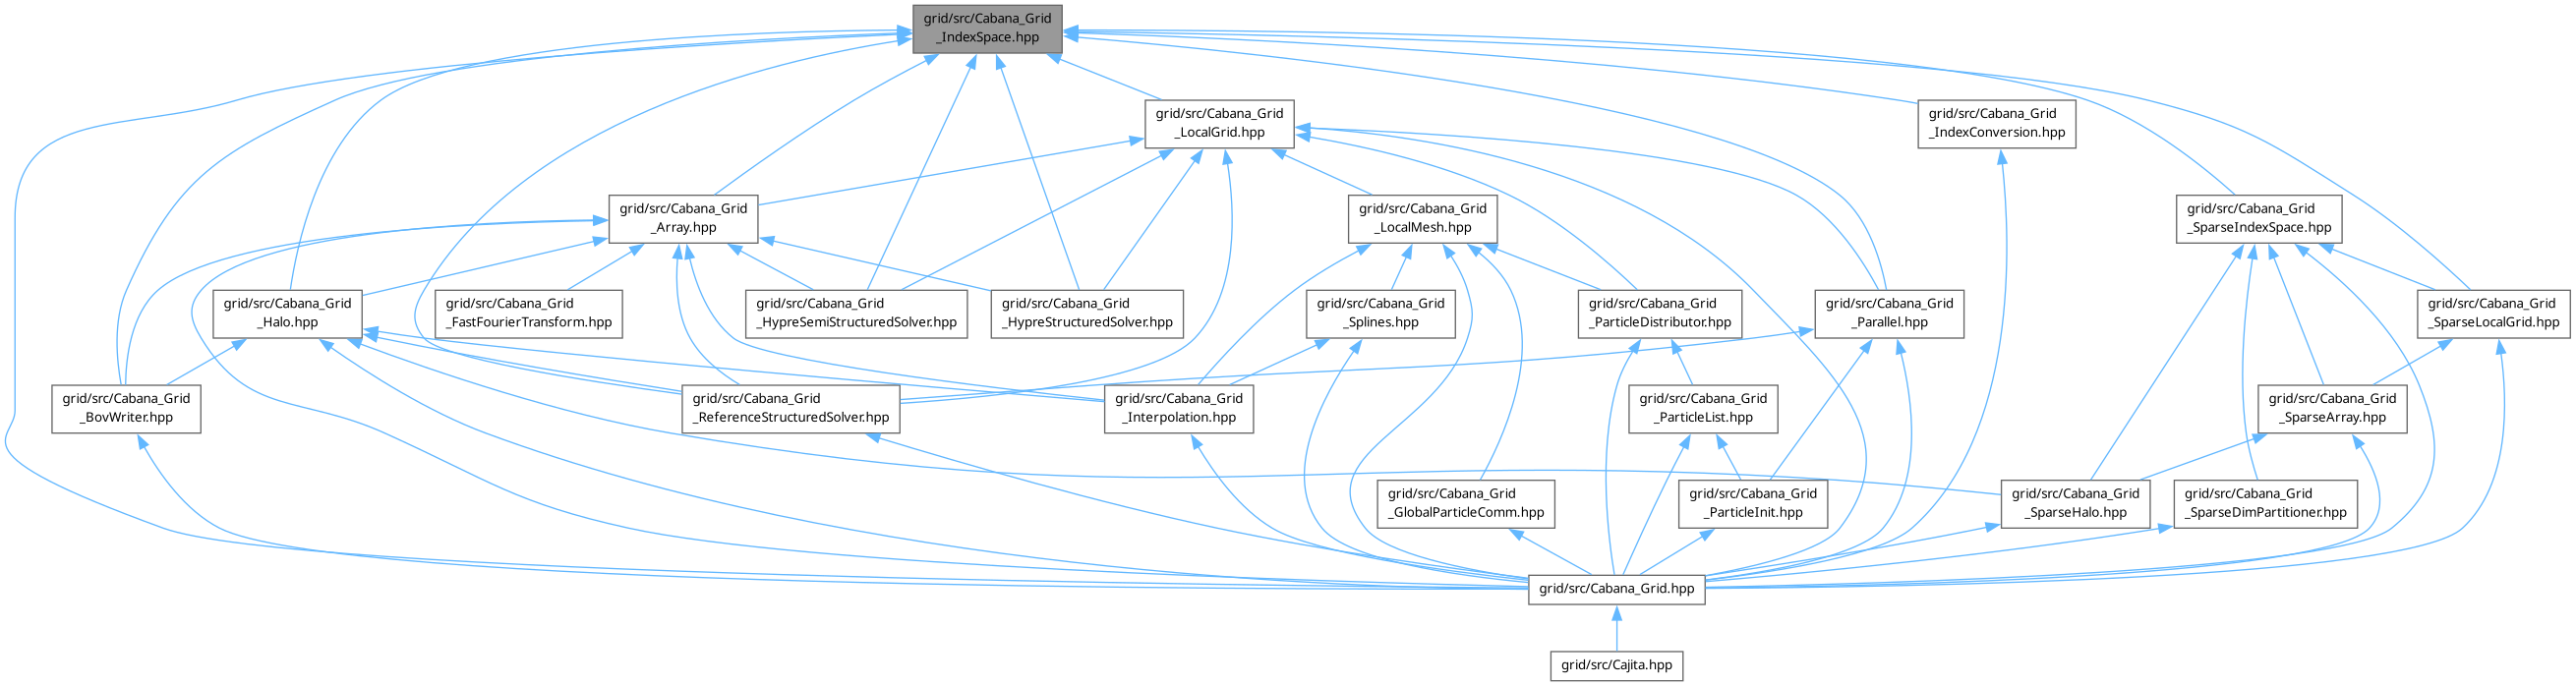 grid/src/Cabana_Grid
_IndexSpace.hpp
grid/src/Cabana_Grid
_LocalGrid.hpp
grid/src/Cabana_Grid
_IndexConversion.hpp
grid/src/Cabana_Grid
_Array.hpp
grid/src/Cabana_Grid
_LocalMesh.hpp
grid/src/Cabana_Grid
_SparseIndexSpace.hpp
grid/src/Cabana_Grid
_Halo.hpp
grid/src/Cabana_Grid
_FastFourierTransform.hpp
grid/src/Cabana_Grid
_HypreSemiStructuredSolver.hpp
grid/src/Cabana_Grid
_HypreStructuredSolver.hpp
grid/src/Cabana_Grid
_Splines.hpp
grid/src/Cabana_Grid
_ParticleDistributor.hpp
grid/src/Cabana_Grid
_Parallel.hpp
grid/src/Cabana_Grid
_SparseLocalGrid.hpp
grid/src/Cabana_Grid
_BovWriter.hpp
grid/src/Cabana_Grid
_ReferenceStructuredSolver.hpp
grid/src/Cabana_Grid
_Interpolation.hpp
grid/src/Cabana_Grid
_ParticleList.hpp
grid/src/Cabana_Grid
_SparseArray.hpp
grid/src/Cabana_Grid
_GlobalParticleComm.hpp
grid/src/Cabana_Grid
_ParticleInit.hpp
grid/src/Cabana_Grid
_SparseHalo.hpp
grid/src/Cabana_Grid
_SparseDimPartitioner.hpp
grid/src/Cabana_Grid.hpp
grid/src/Cajita.hpp